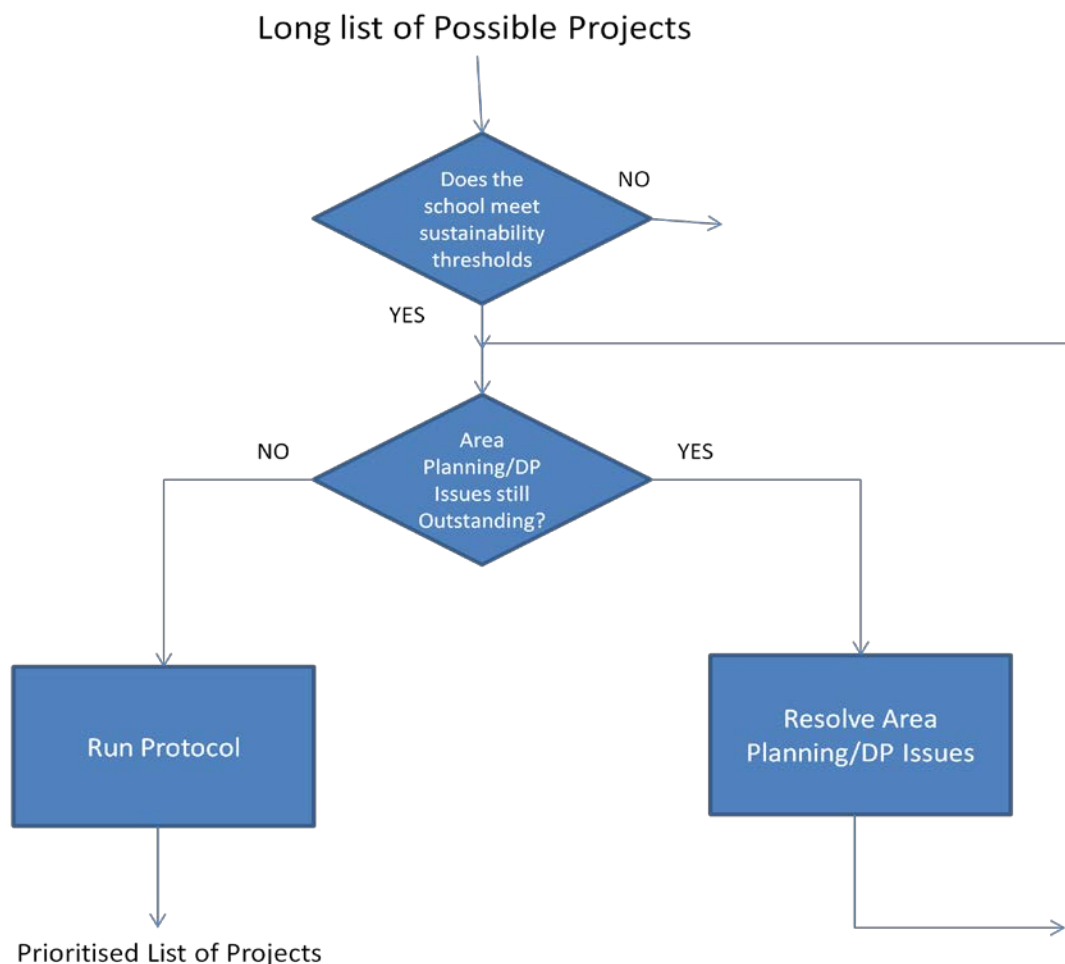 Long list of Possible Projects
Does the
school meet
sustainability
thresholds
NO
YES
Area
Planning/DP
Issues still
Outstanding?
NO
YES
Run Protocol
Resolve Area
Planning/DP Issues
Prioritised List of Projects